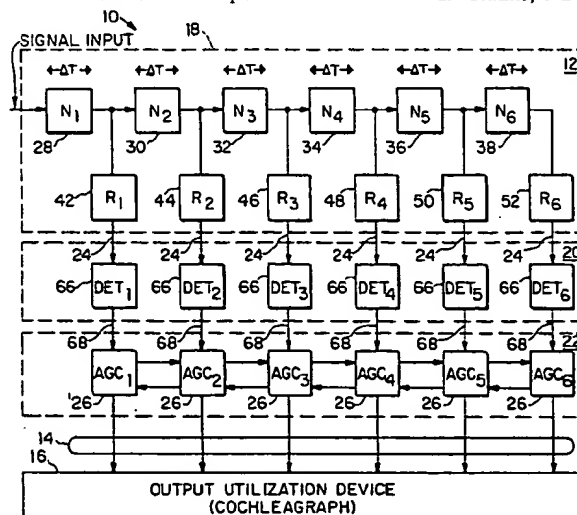 10
18
SIGNAL INPUT
ΔT ΔT ΔT ΔT ΔT ΔT 12
N1 N2 N3 N4 N5 N6
28 30 32 34 36 38
42 R1 44 R2 46 R3 48 R4 50 R5 52 R6
24 24 24 24 24 24 20
66 DET1 66 DET2 66 DET3 66 DET4 66 DET5 66 DET6
68 68 68 68 68 68 22
AGC1 AGC2 AGC3 AGC4 AGC5 AGC6
26 26 26 26 26 26
14
16
OUTPUT UTILIZATION DEVICE
(COCHLEAGRAPH)